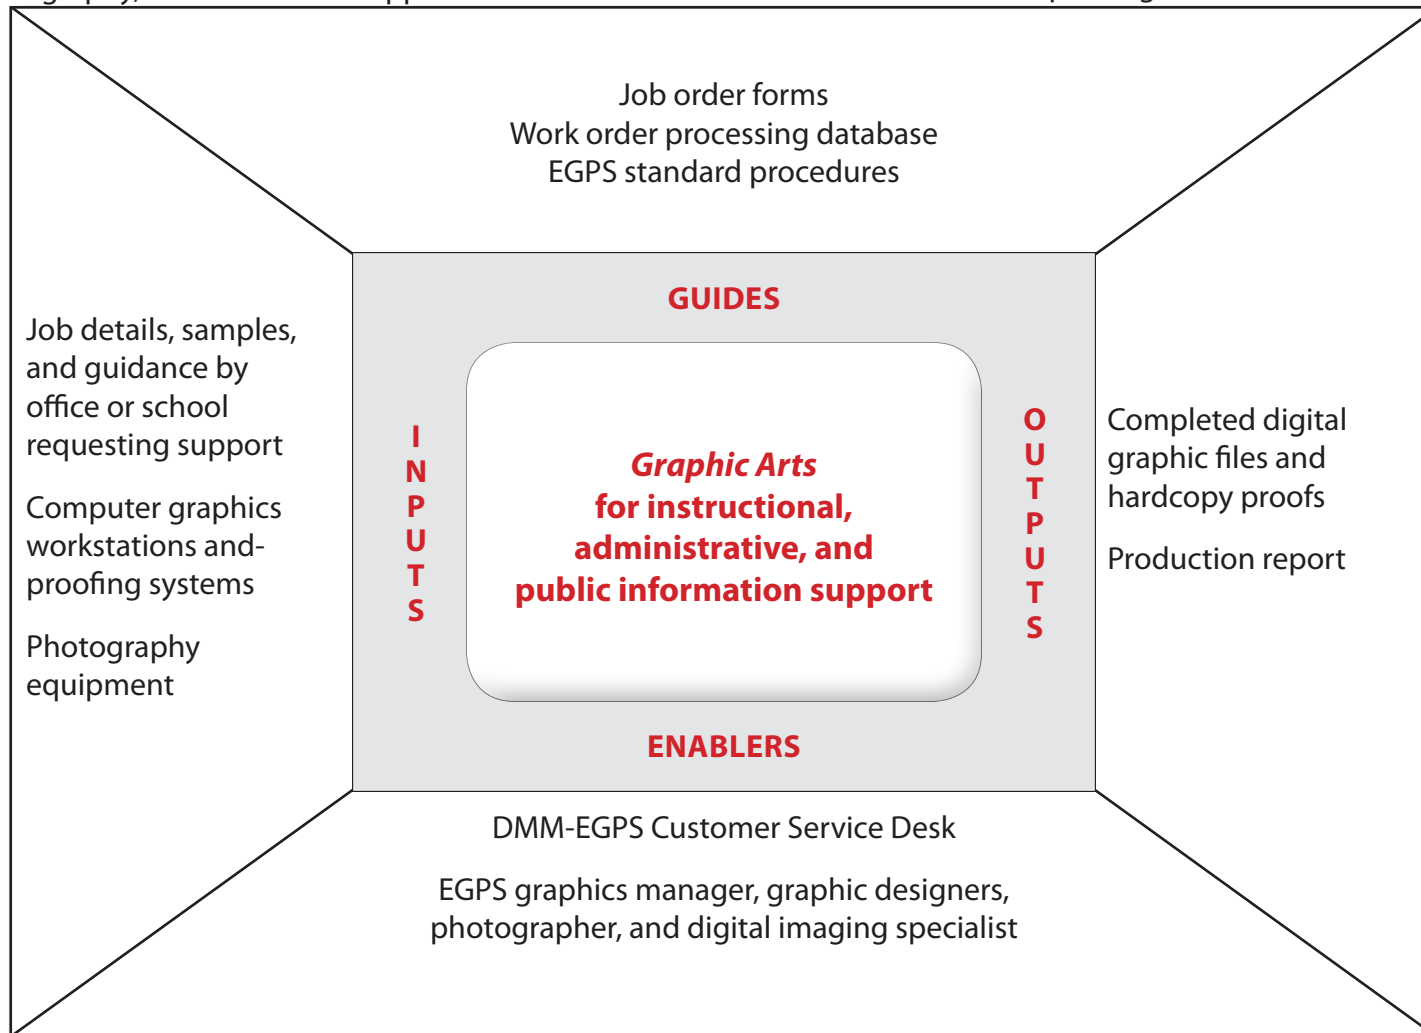 Job order forms
Work order processing database
EGPS standard procedures
GUIDES
Job details, samples,
and guidance by
office or school
requesting support
Computer graphics
workstations and-
proofing systems
Photography
equipment
INPUTS
Graphic Arts
for instructional,
administrative, and
public information support
OUTPUTS
Completed digital
graphic files and
hardcopy proofs
Production report
ENABLERS
DMM-EGPS Customer Service Desk
EGPS graphics manager, graphic designers,
photographer, and digital imaging specialist